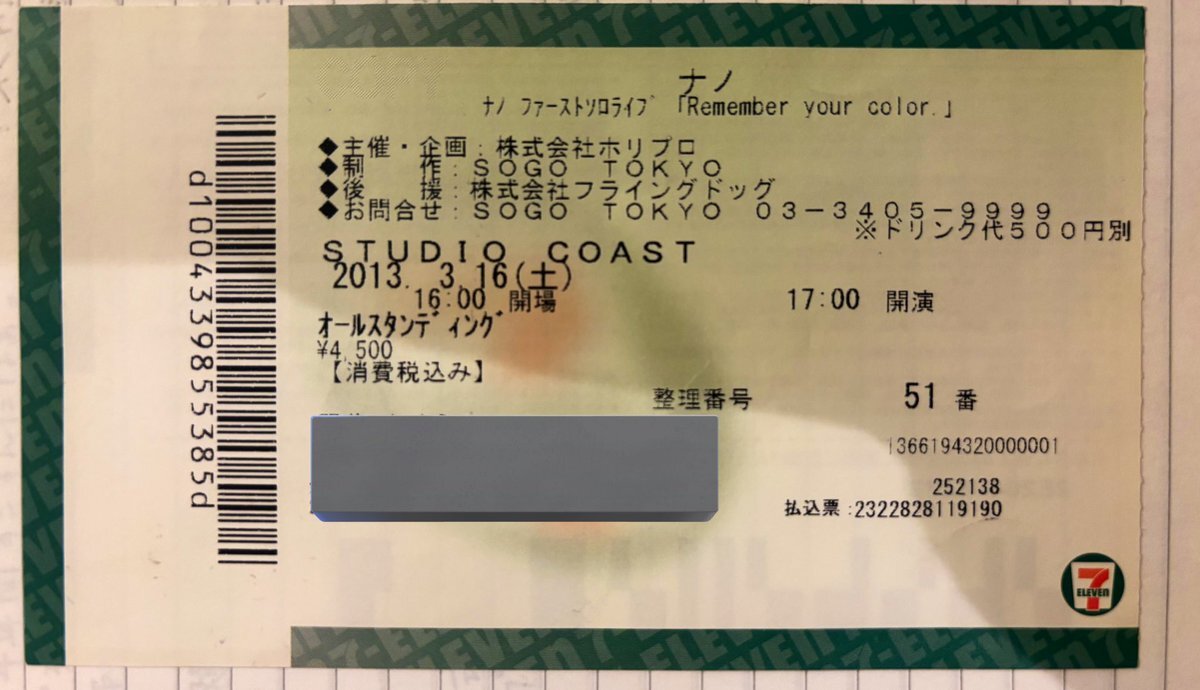 ナノ
ﾅﾉ ﾌｧｰｽﾄｿﾛﾗｲﾌﾞ 「Remember your color.」
◆主催・企画：株式会社ホリプロ
◆制　　作：ＳＯＧＯ　ＴＯＫＹＯ
◆後　　援：株式会社フライングドッグ
◆お問合せ：ＳＯＧＯ　ＴＯＫＹＯ　０３－３４０５－９９９９
※ドリンク代５００円別
ＳＴＵＤＩＯ　ＣＯＡＳＴ
2013. 3.16(土)
16:00 開場 17:00 開演
ｵｰﾙｽﾀﾝﾃﾞｨﾝｸﾞ
¥4,500
【消費税込み】
整理番号 51 番
1366194320000001
252138
払込票:2322828119190
d1004339855385d
7
ELEVEN